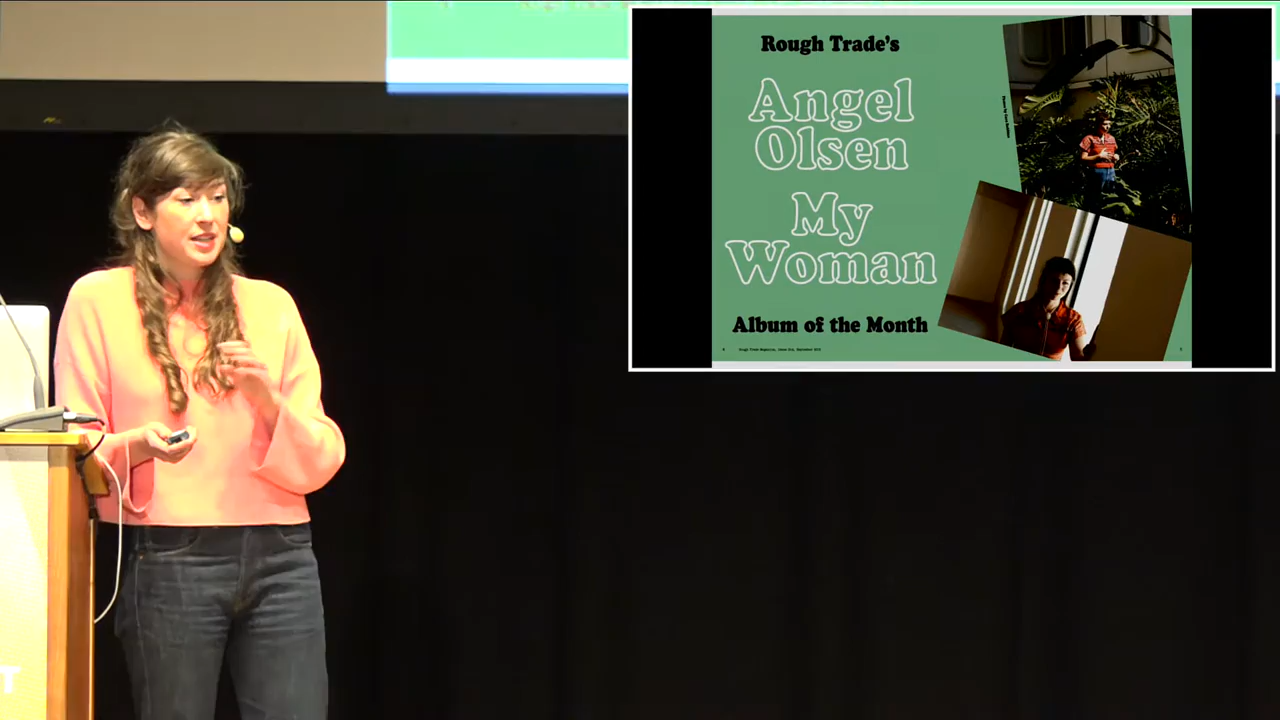 Rough Trade's
Angel
Olsen
My
Woman
Album of the Month
T